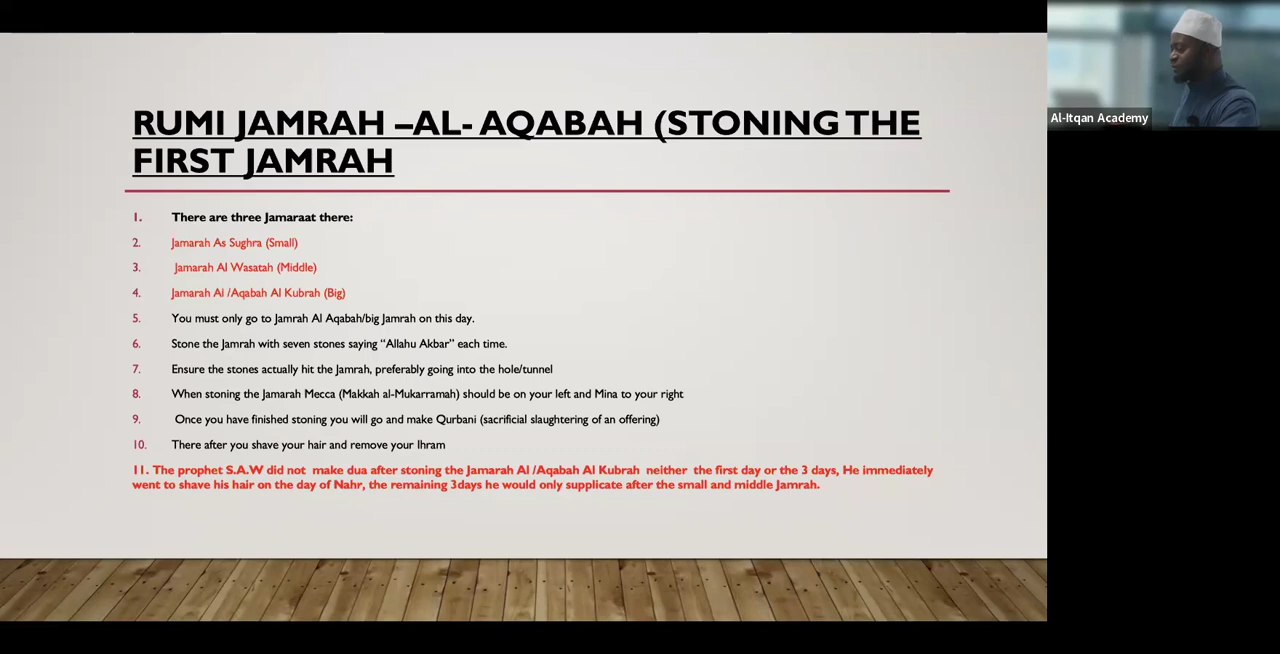 RUMI JAMRAH –AL- AQABAH (STONING THE
FIRST JAMRAH
1. There are three Jamaraat there:
2. Jamarah As Sughra (Small)
3. Jamarah Al Wasatah (Middle)
4. Jamarah Al /Aqabah Al Kubrah (Big)
5. You must only go to Jamrah Al Aqabah/big Jamrah on this day.
6. Stone the Jamrah with seven stones saying “Allahu Akbar” each time.
7. Ensure the stones actually hit the Jamrah, preferably going into the hole/tunnel
8. When stoning the Jamarah Mecca (Makkah al-Mukarramah) should be on your left and Mina to your right
9. Once you have finished stoning you will go and make Qurbani (sacrificial slaughtering of an offering)
10. There after you shave your hair and remove your Ihram
11. The prophet S.A.W did not make dua after stoning the Jamarah Al /Aqabah Al Kubrah neither the first day or the 3 days, He immediately
went to shave his hair on the day of Nahr, the remaining 3days he would only supplicate after the small and middle Jamrah.
Al-Itqan Academy